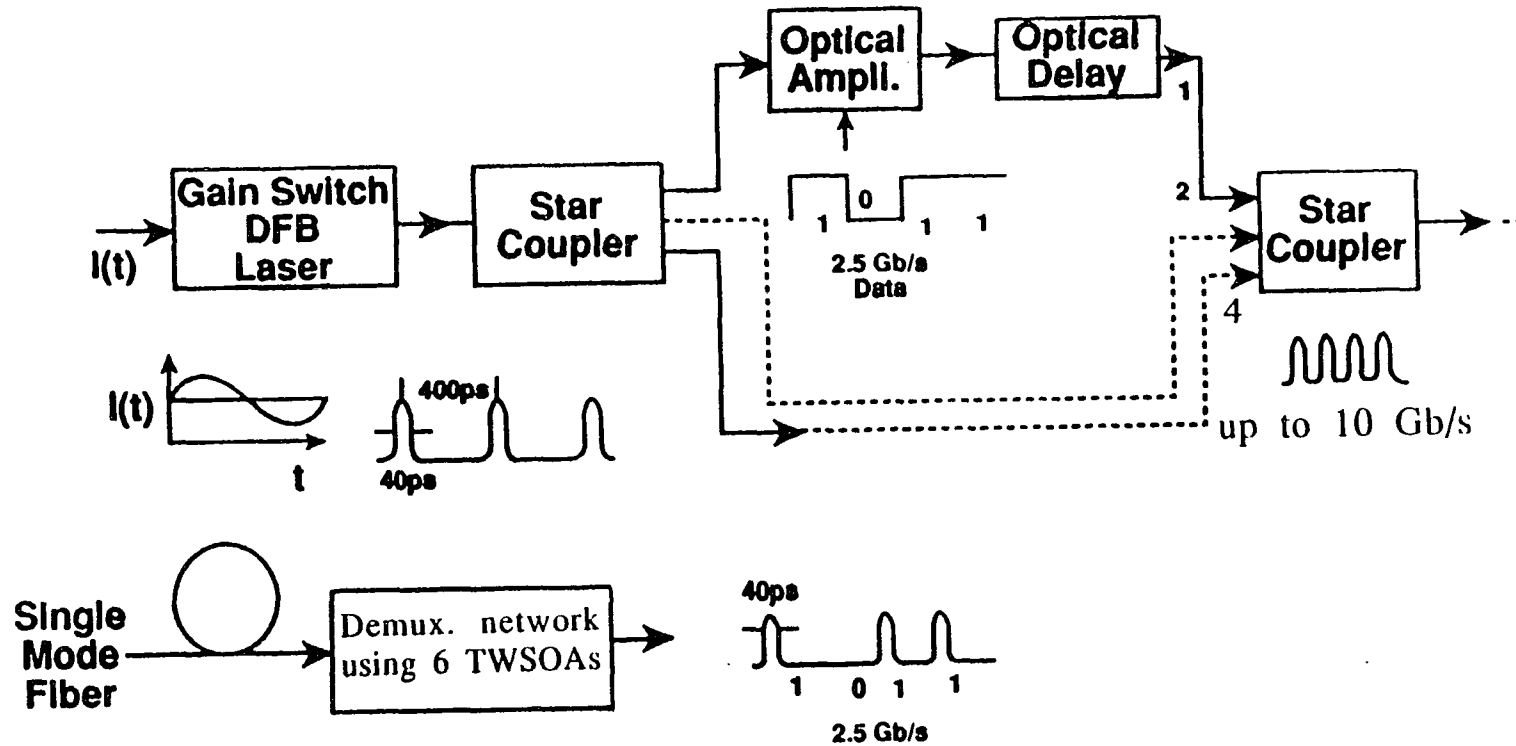 Optical
Ampli.
Optical
Delay
1
Gain Switch
DFB
Laser
Star
Coupler
2
Star
Coupler
I(t)
0
1
1
1
2.5 Gb/s
Data
4
I(t)
400ps
40ps
t
up to 10 Gb/s
Single
Mode
Fiber
Demux. network
using 6 TWSOAs
40ps
1 0 1 1
2.5 Gb/s